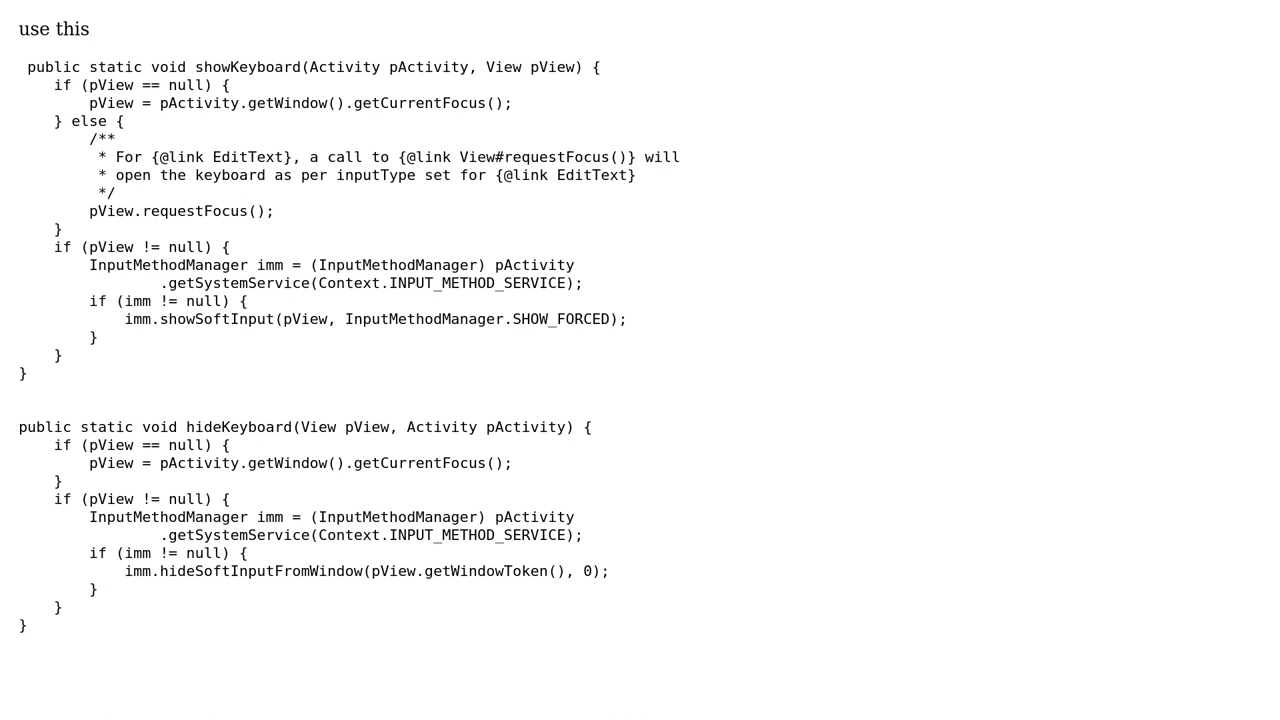 use this
 public static void showKeyboard(Activity pActivity, View pView) {
    if (pView == null) {
        pView = pActivity.getWindow().getCurrentFocus();
    } else {
        /**
         * For {@link EditText}, a call to {@link View#requestFocus()} will
         * open the keyboard as per inputType set for {@link EditText}
         */
        pView.requestFocus();
    }
    if (pView != null) {
        InputMethodManager imm = (InputMethodManager) pActivity
                .getSystemService(Context.INPUT_METHOD_SERVICE);
        if (imm != null) {
            imm.showSoftInput(pView, InputMethodManager.SHOW_FORCED);
        }
    }
}

public static void hideKeyboard(View pView, Activity pActivity) {
    if (pView == null) {
        pView = pActivity.getWindow().getCurrentFocus();
    }
    if (pView != null) {
        InputMethodManager imm = (InputMethodManager) pActivity
                .getSystemService(Context.INPUT_METHOD_SERVICE);
        if (imm != null) {
            imm.hideSoftInputFromWindow(pView.getWindowToken(), 0);
        }
    }
}